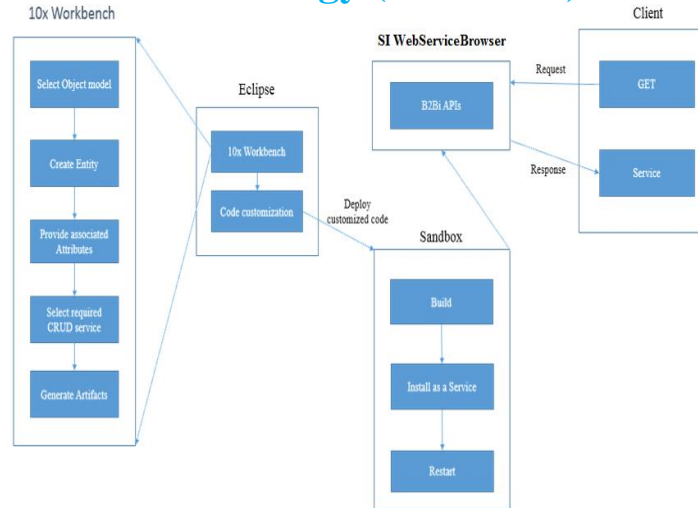 10x Workbench
Select Object model
Create Entity
Provide associated
Attributes
Select required
CRUD service
Generate Artifacts
Eclipse
10x Workbench
Code customization
Deploy
customized code
SI WebServiceBrowser
B2Bi APIs
Request
Response
Client
GET
Service
Sandbox
Build
Install as a Service
Restart